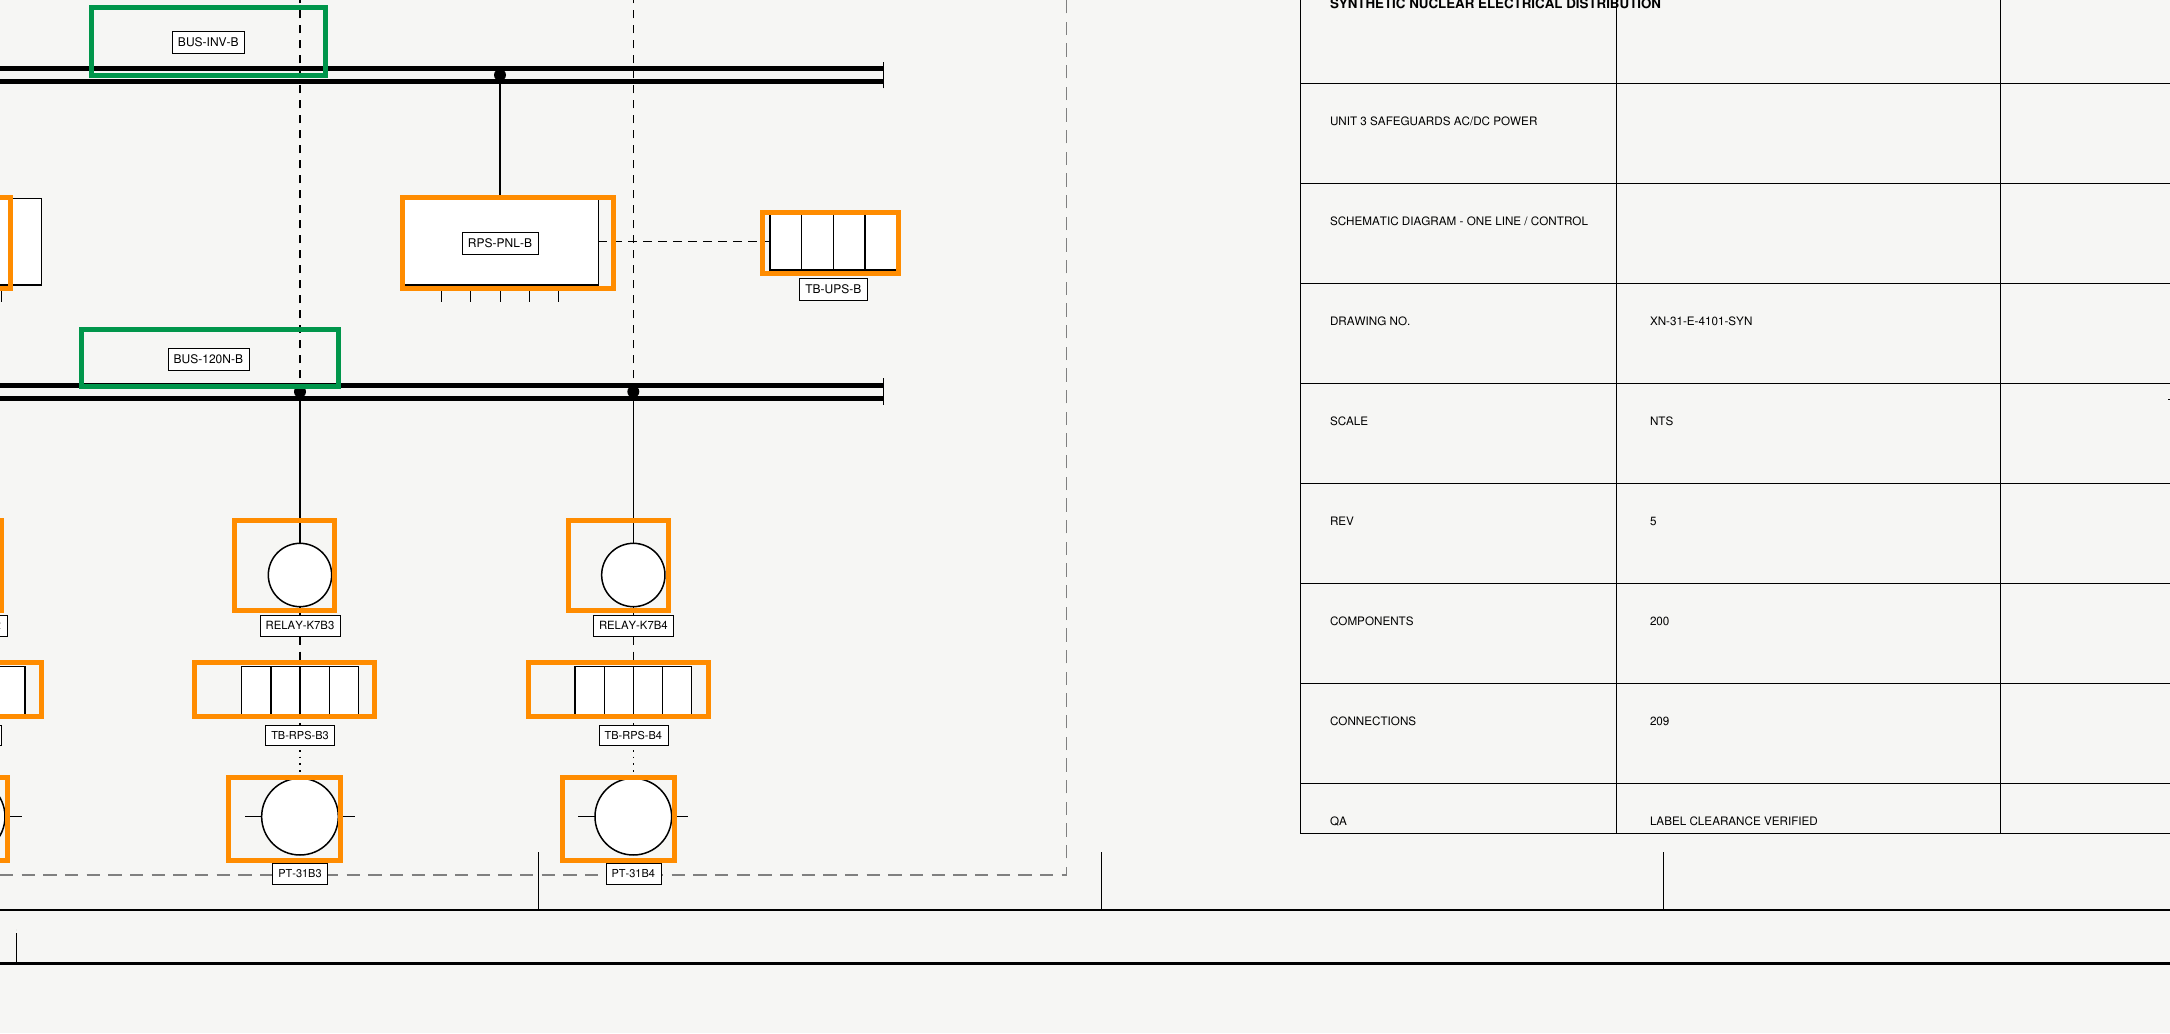 SYNTHETIC NUCLEAR ELECTRICAL DISTRIBUTION
BUS-INV-B
UNIT 3 SAFEGUARDS AC/DC POWER
SCHEMATIC DIAGRAM - ONE LINE / CONTROL
RPS-PNL-B
TB-UPS-B
DRAWING NO. XN-31-E-4101-SYN
BUS-120N-B
SCALE NTS
REV 5
COMPONENTS 200
RELAY-K7B3 RELAY-K7B4
CONNECTIONS 209
TB-RPS-B3 TB-RPS-B4
QA LABEL CLEARANCE VERIFIED
PT-31B3 PT-31B4